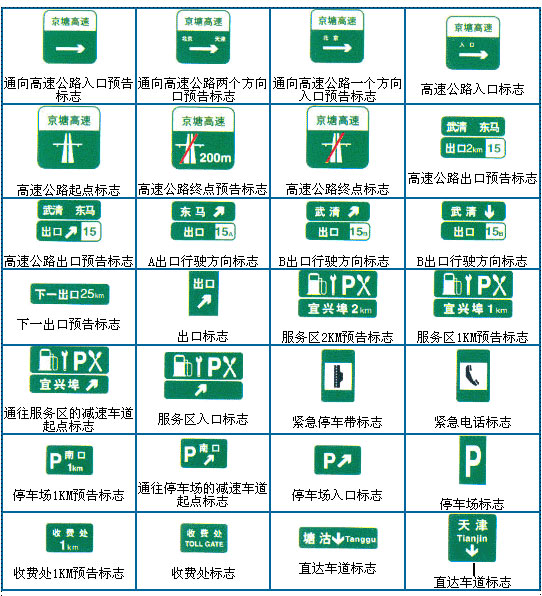 京塘高速
京塘高速
北京 天津
京塘高速
北京
京塘高速
入口
通向高速公路入口预告
标志
通向高速公路两个方向
口预告标志
通向高速公路一个方向
入口预告标志
高速公路入口标志
京塘高速
京塘高速
200m
京塘高速
武清 东马
出口2km 15
高速公路起点标志
高速公路终点预告标志
高速公路终点标志
高速公路出口预告标志
武清 东马
出口 15
东马
出口 15A
武清
出口 15B
武清
出口 15B
高速公路出口预告标志
A出口行驶方向标志
B出口行驶方向标志
B出口行驶方向标志
下一出口25km
出口
P
宜兴埠 2km
P
宜兴埠 1km
下一出口预告标志
出口标志
服务区2KM预告标志
服务区1KM预告标志
P
宜兴埠
P
通往服务区的减速车道
起点标志
服务区入口标志
紧急停车带标志
紧急电话标志
P 南口
1km
P 南口
P
P
停车场1KM预告标志
通往停车场的减速车道
起点标志
停车场入口标志
停车场标志
收费处
1km
收费处
TOLL GATE
塘沽 Tanggu
天津
Tianjin
收费处1KM预告标志
收费处标志
直达车道标志
直达车道标志